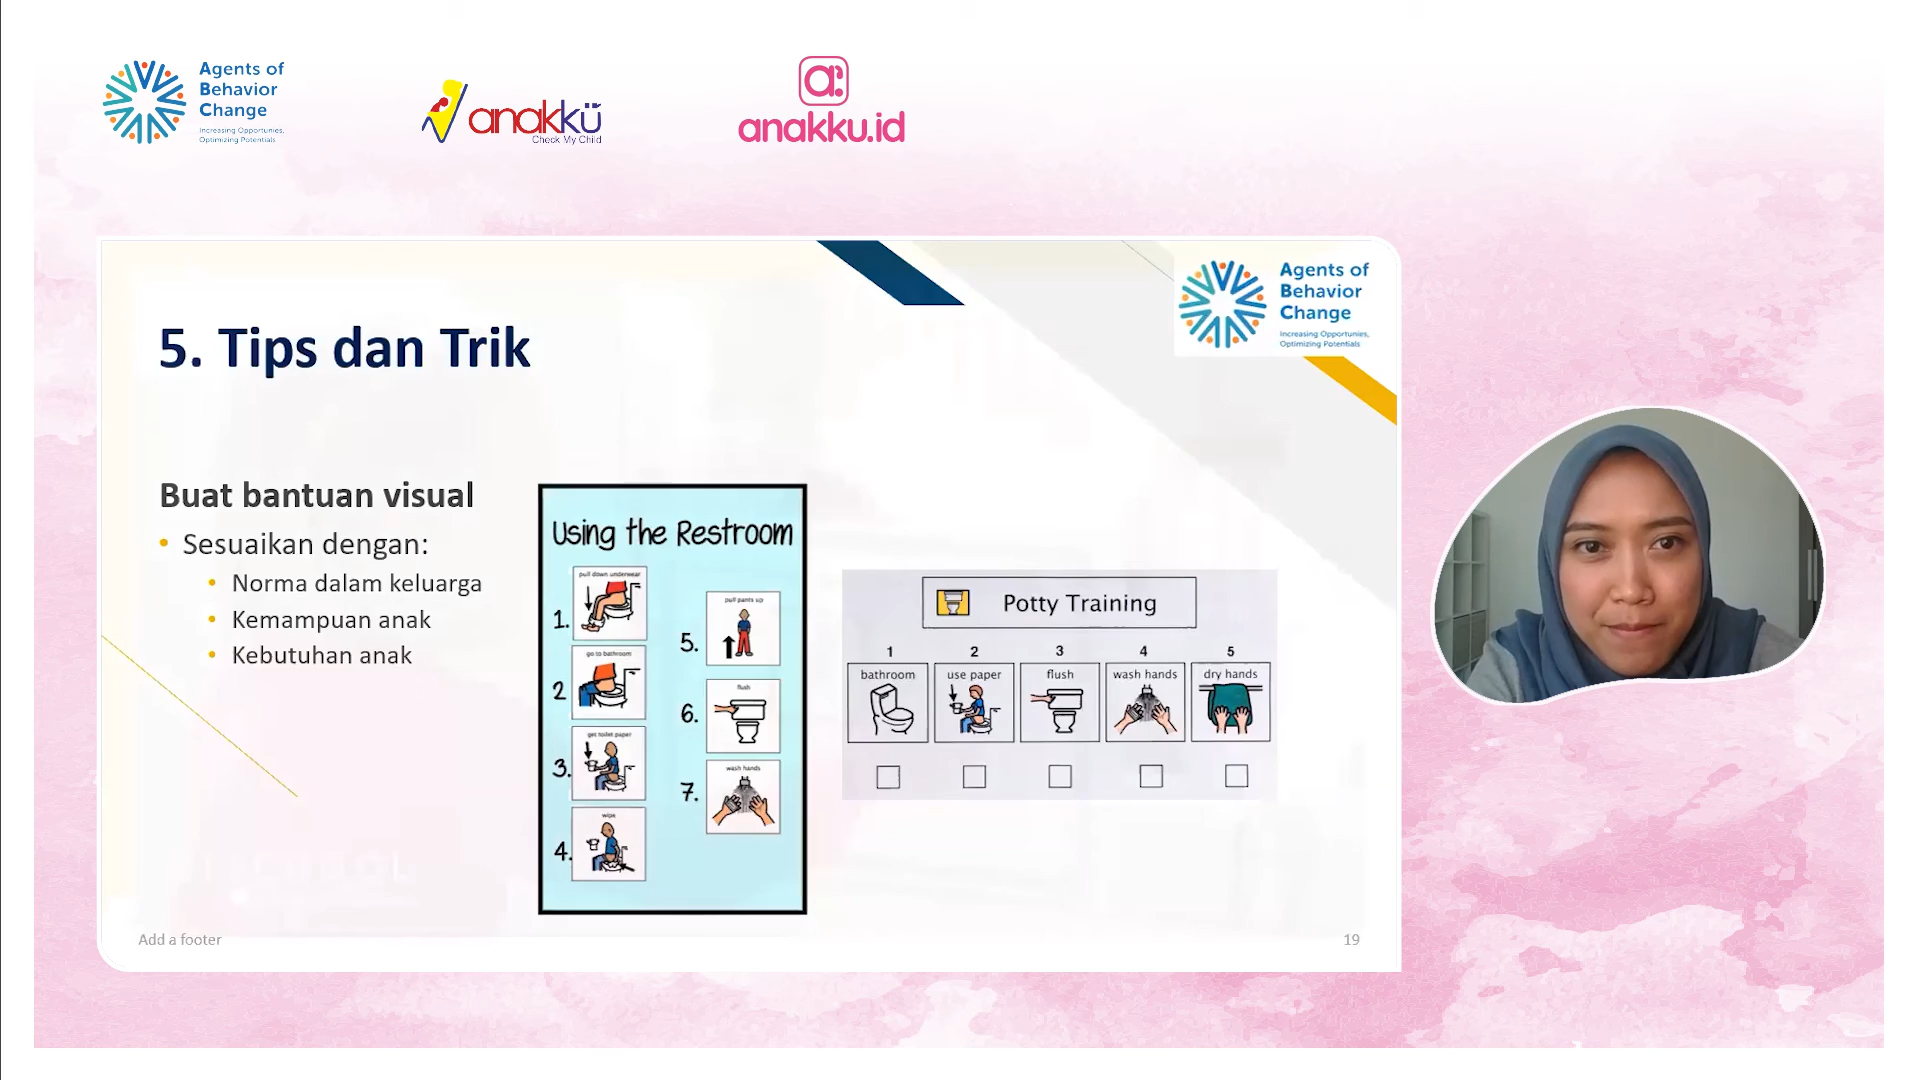 Agents of
Behavior
Change
Increasing Opportunies,
Optimizing Potentials
anakkü
Check My Child
a:
anakku.id
Agents of
Behavior
Change
Increasing Opportunies,
Optimizing Potentials
5. Tips dan Trik
Buat bantuan visual
• Sesuaikan dengan:
• Norma dalam keluarga
• Kemampuan anak
• Kebutuhan anak
Using the Restroom
pull down underwear
1.
go to bathroom
2
get toilet paper
3.
wipe
4.
pull pants up
5.
flush
6.
wash hands
7.
Potty Training
1 2 3 4 5
bathroom use paper flush wash hands dry hands
Add a footer
19